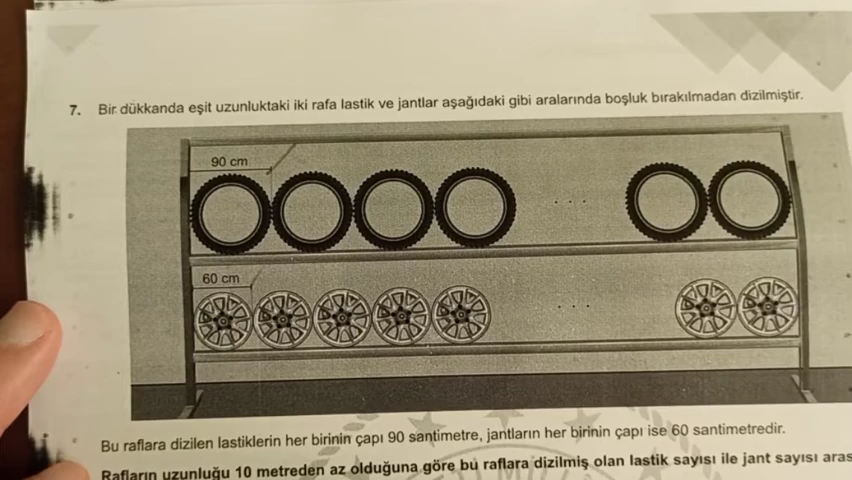 7. Bir dükkanda eşit uzunluktaki iki rafa lastik ve jantlar aşağıdaki gibi aralarında boşluk bırakılmadan dizilmiştir.
90 cm
. . .
60 cm
. . .
Bu raflara dizilen lastiklerin her birinin çapı 90 santimetre, jantların her birinin çapı ise 60 santimetredir.
Rafların uzunluğu 10 metreden az olduğuna göre bu raflara dizilmiş olan lastik sayısı ile jant sayısı aras